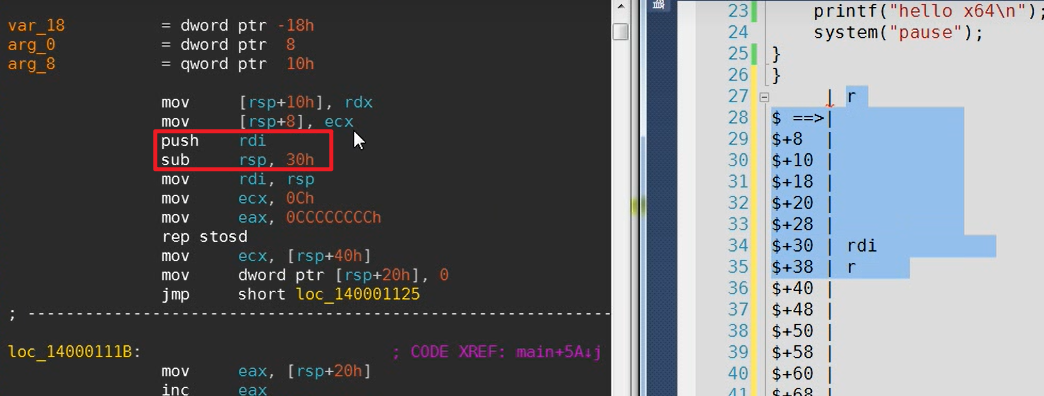 var_18          = dword ptr -18h
arg_0           = dword ptr  8
arg_8           = qword ptr  10h
mov     [rsp+10h], rdx
mov     [rsp+8], ecx
push    rdi
sub     rsp, 30h
mov     rdi, rsp
mov     ecx, 0Ch
mov     eax, 0CCCCCCCCh
rep stosd
mov     ecx, [rsp+40h]
mov     dword ptr [rsp+20h], 0
jmp     short loc_140001125
; ---------------------------------------------------------------
loc_14000111B:                          ; CODE XREF: main+5A↓j
mov     eax, [rsp+20h]
inc     eax
23     printf("hello x64\n");
24     system("pause");
25 }
26 }
27      | r
28 $ ==>|
29 $+8  |
30 $+10 |
31 $+18 |
32 $+20 |
33 $+28 |
34 $+30 | rdi
35 $+38 | r
36 $+40 |
37 $+48 |
38 $+50 |
39 $+58 |
40 $+60 |
41 $+68 |